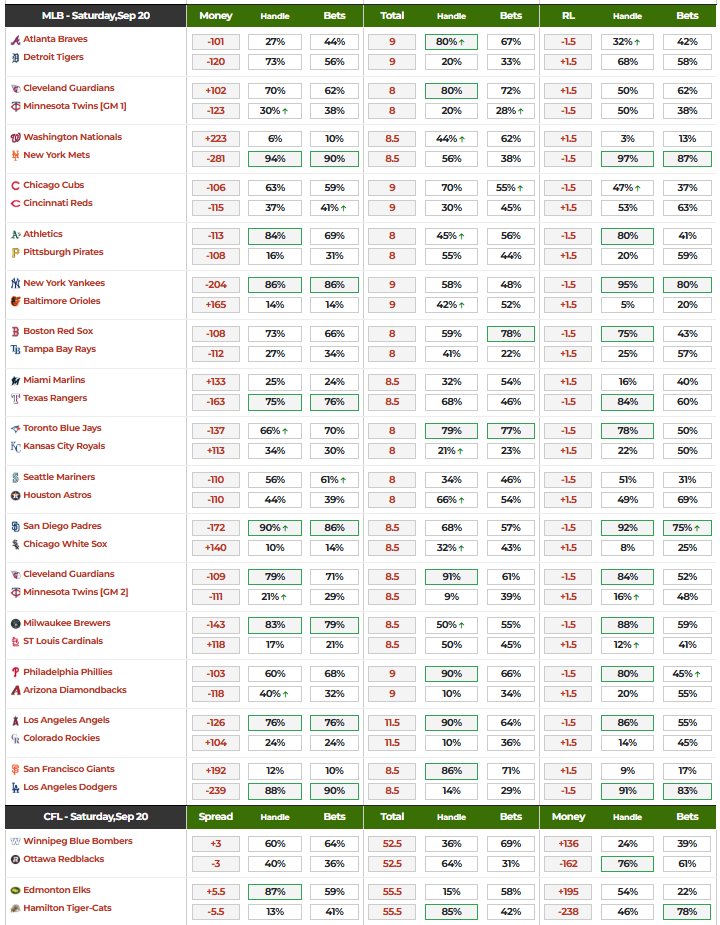 MLB - Saturday,Sep 20 Money Handle Bets Total Handle Bets RL Handle Bets
Atlanta Braves -101 27% 44% 9 80%↑ 67% -1.5 32%↑ 42%
Detroit Tigers -120 73% 56% 9 20% 33% +1.5 68% 58%
Cleveland Guardians +102 70% 62% 8 80% 72% -1.5 50% 62%
Minnesota Twins [GM 1] -123 30%↑ 38% 8 20% 28%↑ -1.5 50% 38%
Washington Nationals +223 6% 10% 8.5 44%↑ 62% +1.5 3% 13%
New York Mets -281 94% 90% 8.5 56% 38% -1.5 97% 87%
Chicago Cubs -106 63% 59% 9 70% 55%↑ -1.5 47%↑ 37%
Cincinnati Reds -115 37% 41%↑ 9 30% 45% +1.5 53% 63%
Athletics -113 84% 69% 8 45%↑ 56% -1.5 80% 41%
Pittsburgh Pirates -108 16% 31% 8 55% 44% +1.5 20% 59%
New York Yankees -204 86% 86% 9 58% 48% -1.5 95% 80%
Baltimore Orioles +165 14% 14% 9 42%↑ 52% +1.5 5% 20%
Boston Red Sox -108 73% 66% 8 59% 78% -1.5 75% 43%
Tampa Bay Rays -112 27% 34% 8 41% 22% +1.5 25% 57%
Miami Marlins +133 25% 24% 8.5 32% 54% +1.5 16% 40%
Texas Rangers -163 75% 76% 8.5 68% 46% -1.5 84% 60%
Toronto Blue Jays -137 66%↑ 70% 8 79% 77% -1.5 78% 50%
Kansas City Royals +113 34% 30% 8 21%↑ 23% +1.5 22% 50%
Seattle Mariners -110 56% 61%↑ 8 34% 46% -1.5 51% 31%
Houston Astros -110 44% 39% 8 66%↑ 54% +1.5 49% 69%
San Diego Padres -172 90%↑ 86% 8.5 68% 57% -1.5 92% 75%↑
Chicago White Sox +140 10% 14% 8.5 32%↑ 43% +1.5 8% 25%
Cleveland Guardians -109 79% 71% 8.5 91% 61% -1.5 84% 52%
Minnesota Twins [GM 2] -111 21%↑ 29% 8.5 9% 39% +1.5 16%↑ 48%
Milwaukee Brewers -143 83% 79% 8.5 50%↑ 55% -1.5 88% 59%
ST Louis Cardinals +118 17% 21% 8.5 50% 45% +1.5 12%↑ 41%
Philadelphia Phillies -103 60% 68% 9 90% 66% -1.5 80% 45%↑
Arizona Diamondbacks -118 40%↑ 32% 9 10% 34% +1.5 20% 55%
Los Angeles Angels -126 76% 76% 11.5 90% 64% -1.5 86% 55%
Colorado Rockies +104 24% 24% 11.5 10% 36% +1.5 14% 45%
San Francisco Giants +192 12% 10% 8.5 86% 71% +1.5 9% 17%
Los Angeles Dodgers -239 88% 90% 8.5 14% 29% -1.5 91% 83%
CFL - Saturday,Sep 20 Spread Handle Bets Total Handle Bets Money Handle Bets
Winnipeg Blue Bombers +3 60% 64% 52.5 36% 69% +136 24% 39%
Ottawa Redblacks -3 40% 36% 52.5 64% 31% -162 76% 61%
Edmonton Elks +5.5 87% 59% 55.5 15% 58% +195 54% 22%
Hamilton Tiger-Cats -5.5 13% 41% 55.5 85% 42% -238 46% 78%